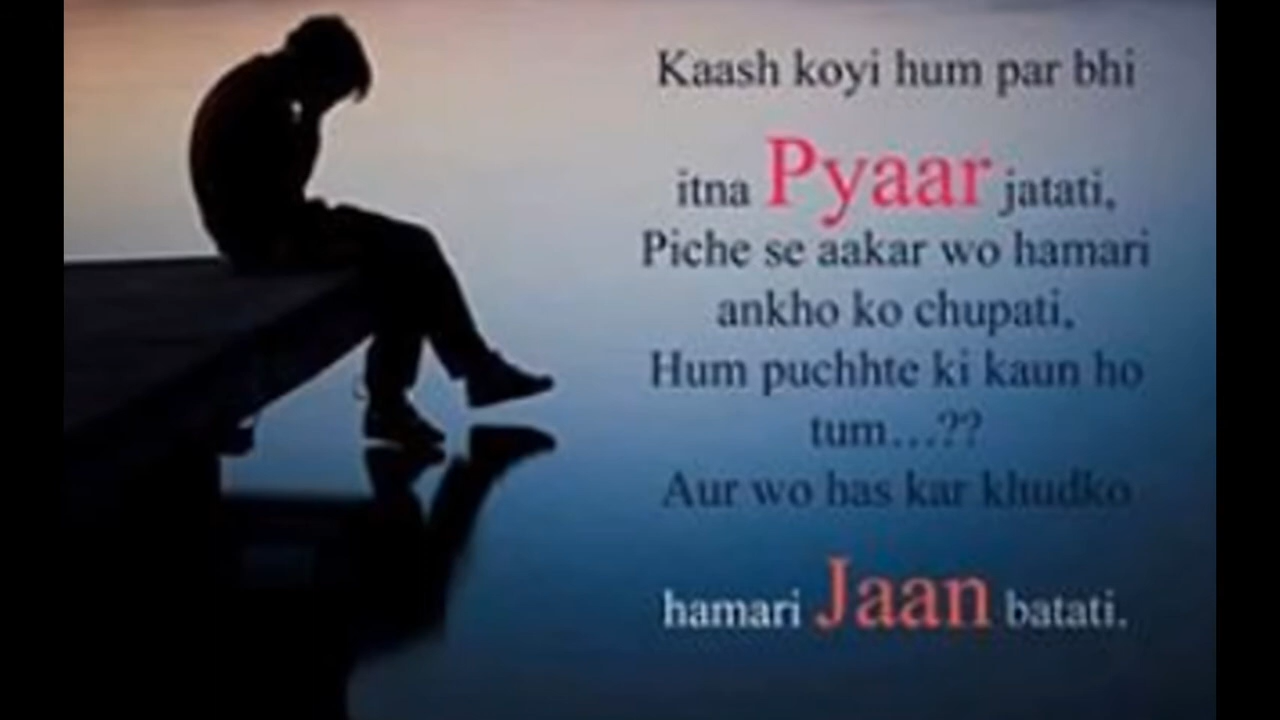 Kaash koyi hum par bhi
itna Pyaar jatati,
Piche se aakar wo hamari
ankho ko chupati,
Hum puchhte ki kaun ho
tum...??
Aur wo has kar khudko
hamari Jaan batati.